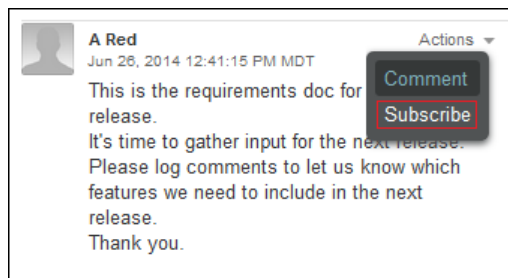 A Red
Actions
Jun 26, 2014 12:41:15 PM MDT
Comment
Subscribe
This is the requirements doc for
release.
It's time to gather input for the next release.
Please log comments to let us know which
features we need to include in the next
release.
Thank you.